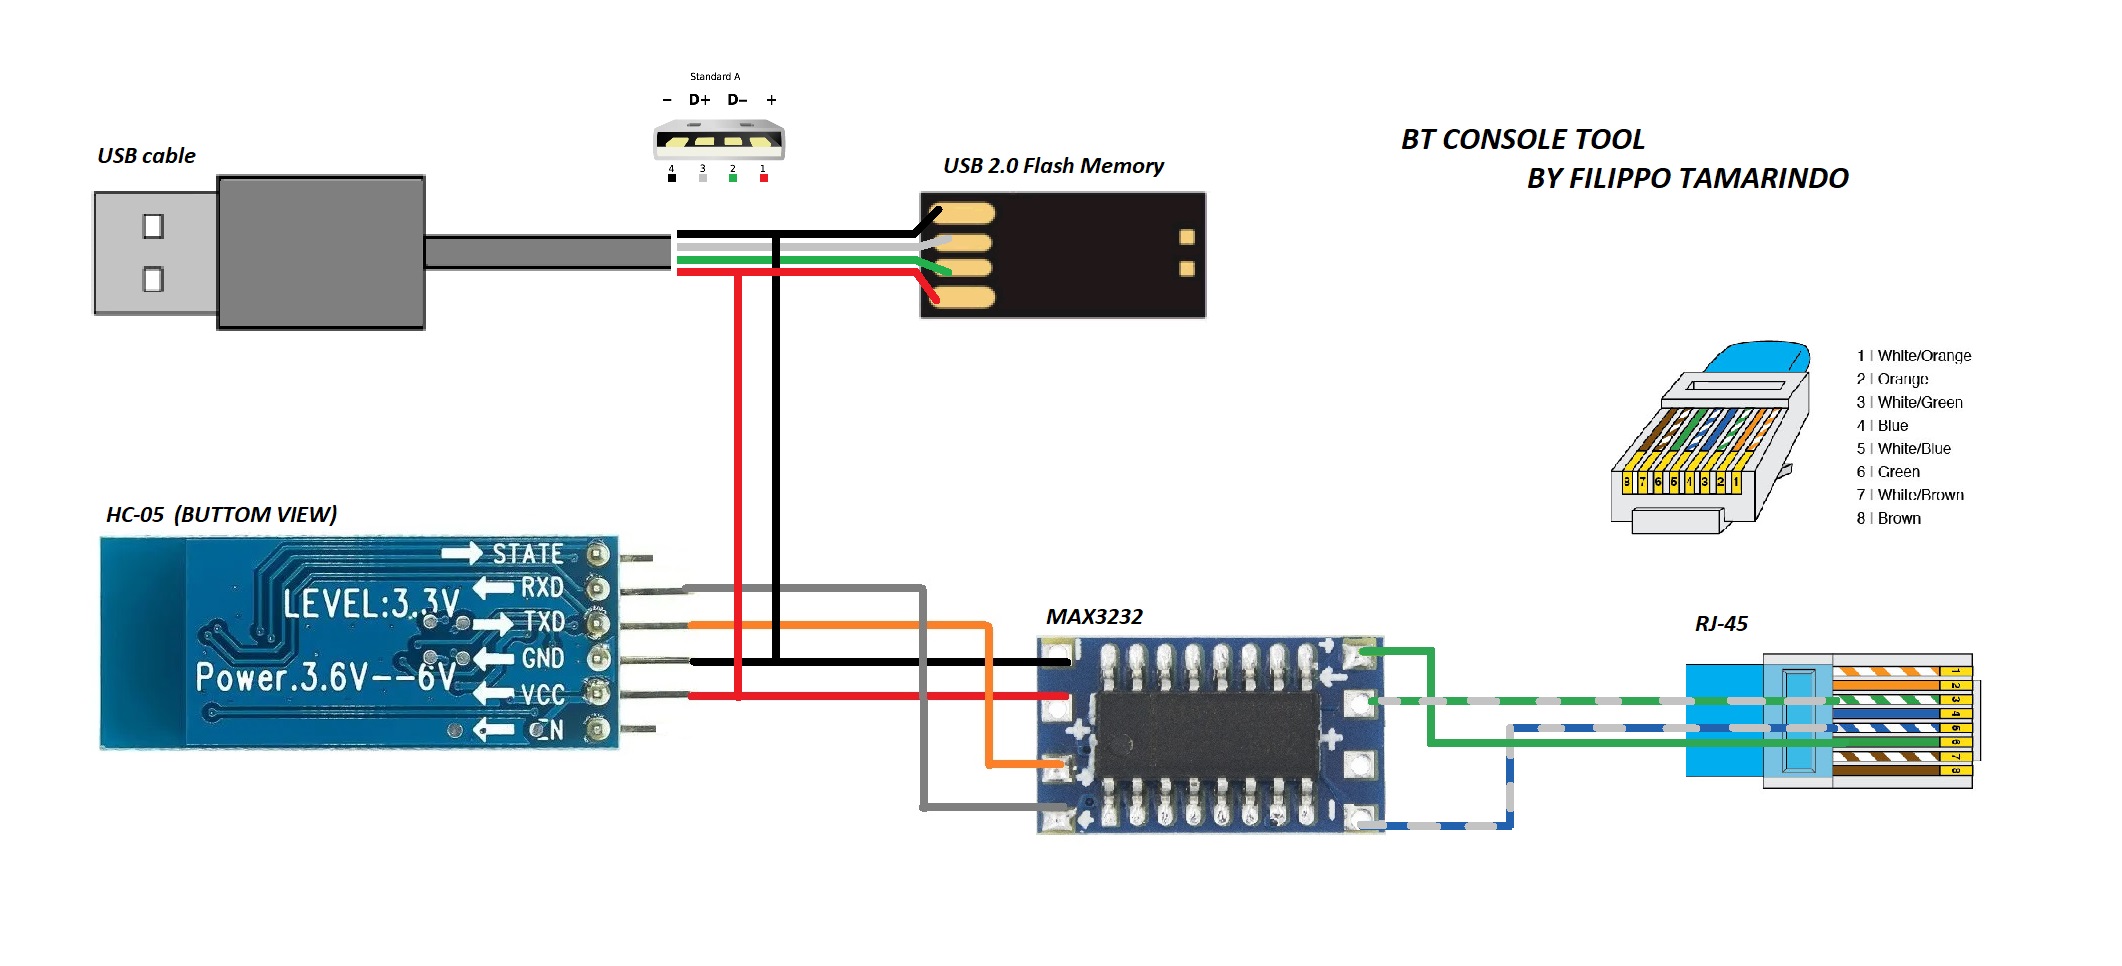 Standard A
− D+ D− +
4 3 2 1
USB cable
USB 2.0 Flash Memory
BT CONSOLE TOOL
BY FILIPPO TAMARINDO
1 | White/Orange
2 | Orange
3 | White/Green
4 | Blue
5 | White/Blue
6 | Green
7 | White/Brown
8 | Brown
8 7 6 5 4 3 2 1
HC-05 (BUTTOM VIEW)
STATE
RXD
LEVEL:3.3V
TXD
GND
Power.3.6V--6V
VCC
EN
MAX3232
+
+
−
RJ-45
1
2
3
4
5
6
7
8